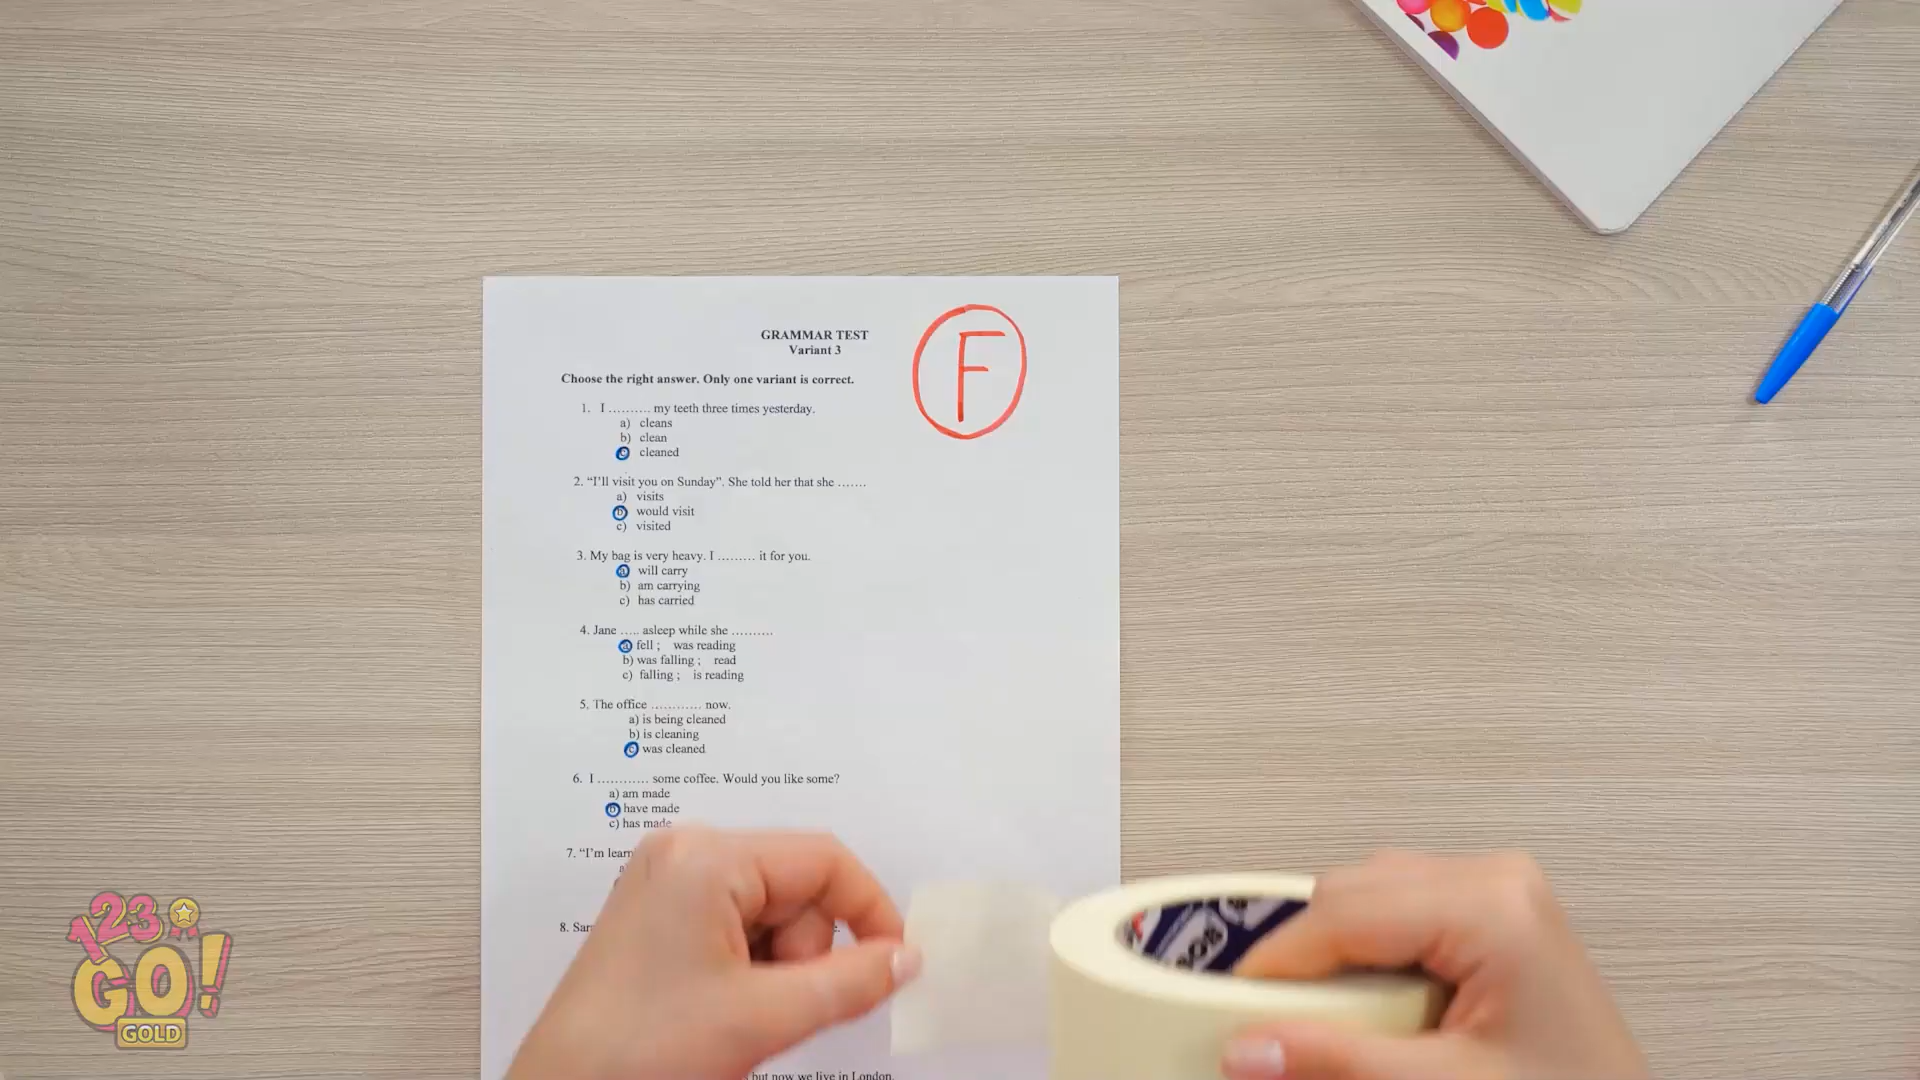 GRAMMAR TEST
Variant 3
F
Choose the right answer. Only one variant is correct.
1. I .......... my teeth three times yesterday.
a) cleans
b) clean
cleaned
2. “I’ll visit you on Sunday”. She told her that she .......
a) visits
b) would visit
c) visited
3. My bag is very heavy. I ......... it for you.
a) will carry
b) am carrying
c) has carried
4. Jane ..... asleep while she ..........
a) fell ; was reading
b) was falling ; read
c) falling ; is reading
5. The office ............ now.
a) is being cleaned
b) is cleaning
c) was cleaned
6. I ............ some coffee. Would you like some?
a) am made
b) have made
c) has made
7. “I’m learn
8. Sar
but now we live in London.
123
GO!
GOLD